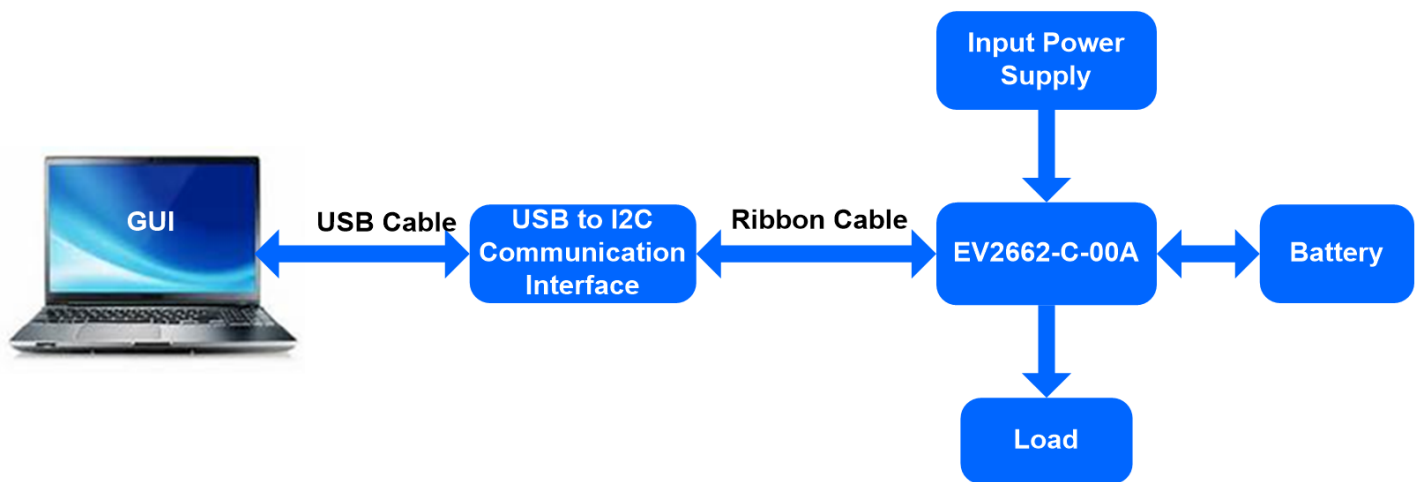 Input Power
Supply
GUI
USB Cable
USB to I2C
Communication
Interface
Ribbon Cable
EV2662-C-00A
Battery
Load